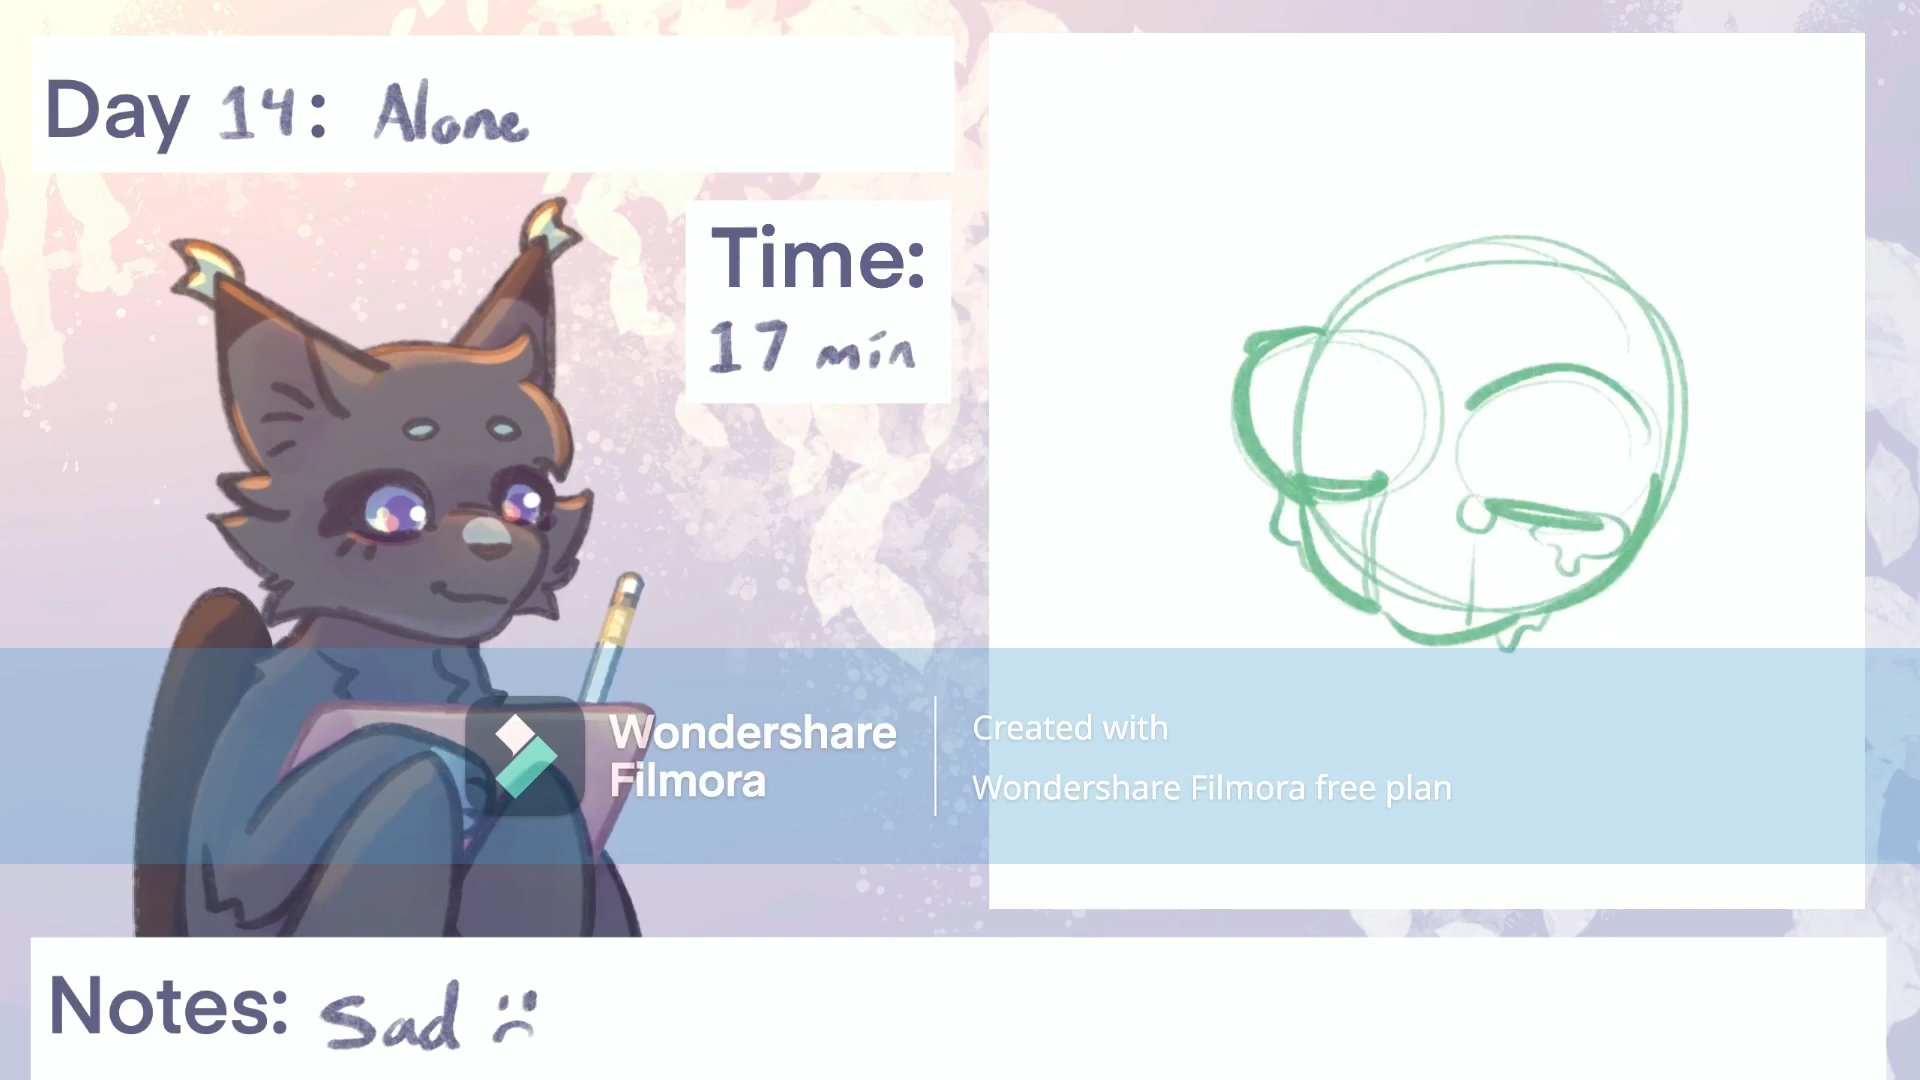 Day 14: Alone
Time:
17 min
Wondershare
Filmora
Created with
Wondershare Filmora free plan
Notes: Sad :(